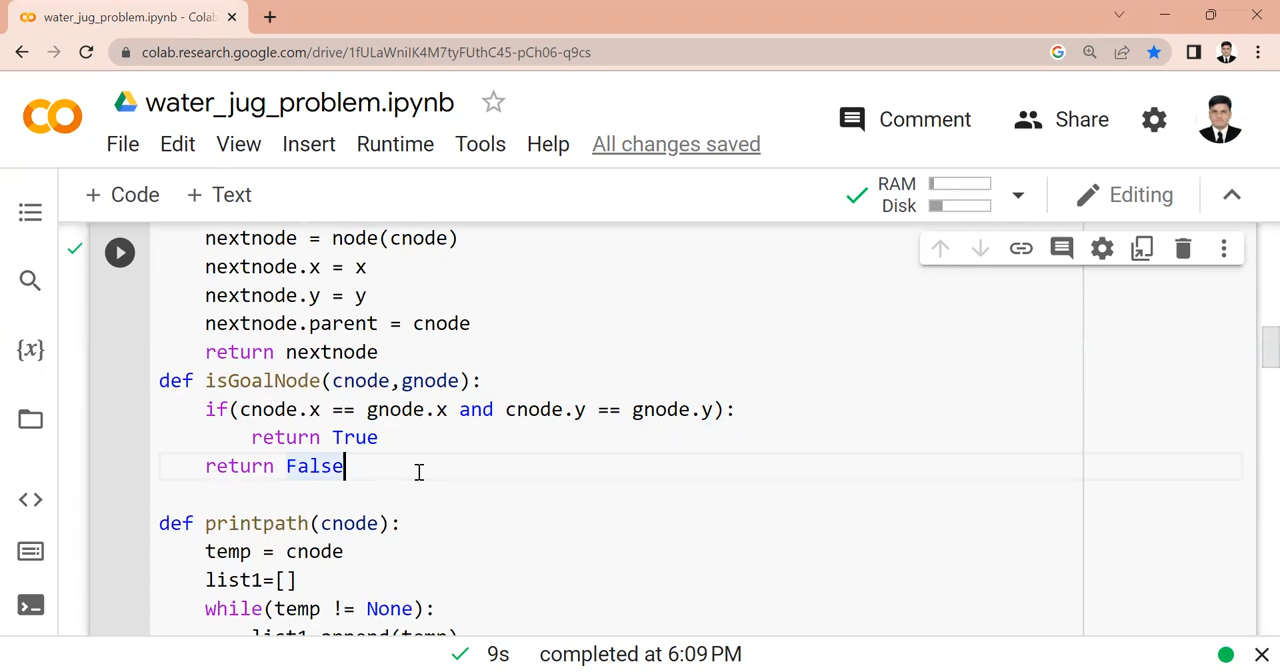 water_jug_problem.ipynb - Colab
colab.research.google.com/drive/1fULaWnilK4M7tyFUthC45-pCh06-q9cs
water_jug_problem.ipynb
Comment
Share
File Edit View Insert Runtime Tools Help All changes saved
+ Code + Text
RAM
Disk
Editing
nextnode = node(cnode)
nextnode.x = x
nextnode.y = y
nextnode.parent = cnode
return nextnode
def isGoalNode(cnode,gnode):
if(cnode.x == gnode.x and cnode.y == gnode.y):
return True
return False
def printpath(cnode):
temp = cnode
list1=[]
while(temp != None):
list1.append(temp)
9s completed at 6:09 PM